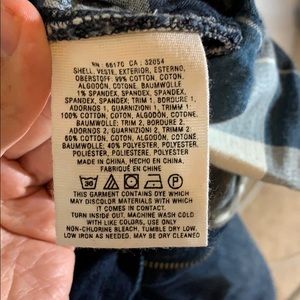 RN : 66170 CA : 32054
SHELL, VESTE, EXTERIOR, ESTERNO,
OBERSTOFF: 99% COTTON, COTON,
ALGODÓN, COTONE, BAUMWOLLE
1% SPANDEX, SPANDEX, SPANDEX,
SPANDEX, SPANDEX: TRIM 1, BORDURE 1,
ADORNOS 1, GUARNIZIONI 1, TRIMM 1:
100% COTTON, COTON, ALGODÓN, COTONE,
BAUMWOLLE: TRIM 2, BORDURE 2,
ADORNOS 2, GUARNIZIONI 2, TRIMM 2:
60% COTTON, COTON, ALGODÓN, COTONE,
BAUMWOLLE: 40% POLYESTER, POLYESTER,
POLIÉSTER, POLIESTERE, POLYESTER
MADE IN CHINA, HECHO EN CHINA,
FABRIQUE EN CHINE
30
THIS GARMENT CONTAINS DYE WHICH
MAY DISCOLOR MATERIALS WITH WHICH
IT COMES IN CONTACT.
TURN INSIDE OUT, MACHINE WASH COLD
WITH LIKE COLORS, USE ONLY
NON-CHLORINE BLEACH, TUMBLE DRY LOW,
LOW IRON AS NEEDED, MAY BE DRY CLEANED